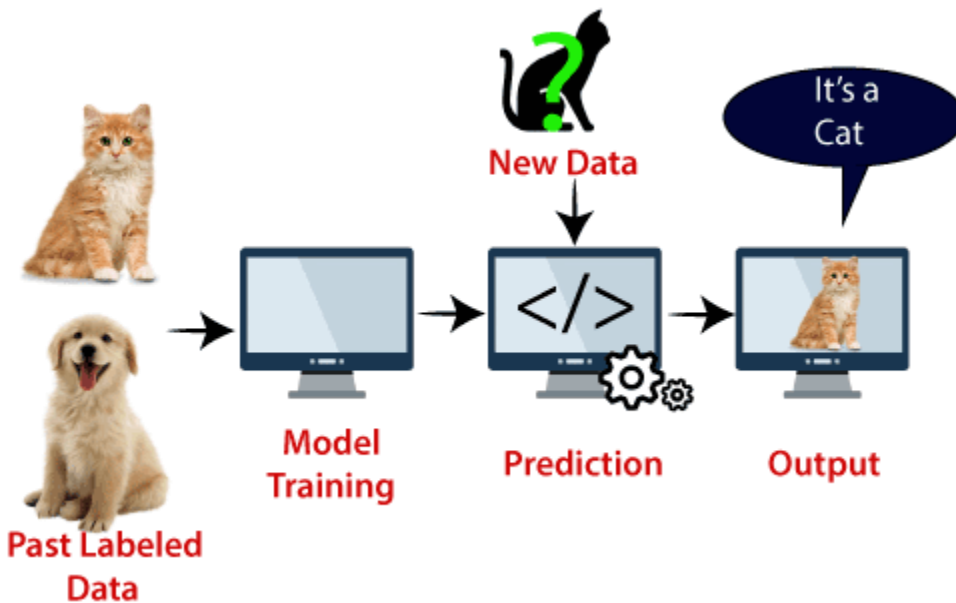 ?
New Data
It's a
Cat
</>
Model
Training
Prediction
Output
Past Labeled
Data